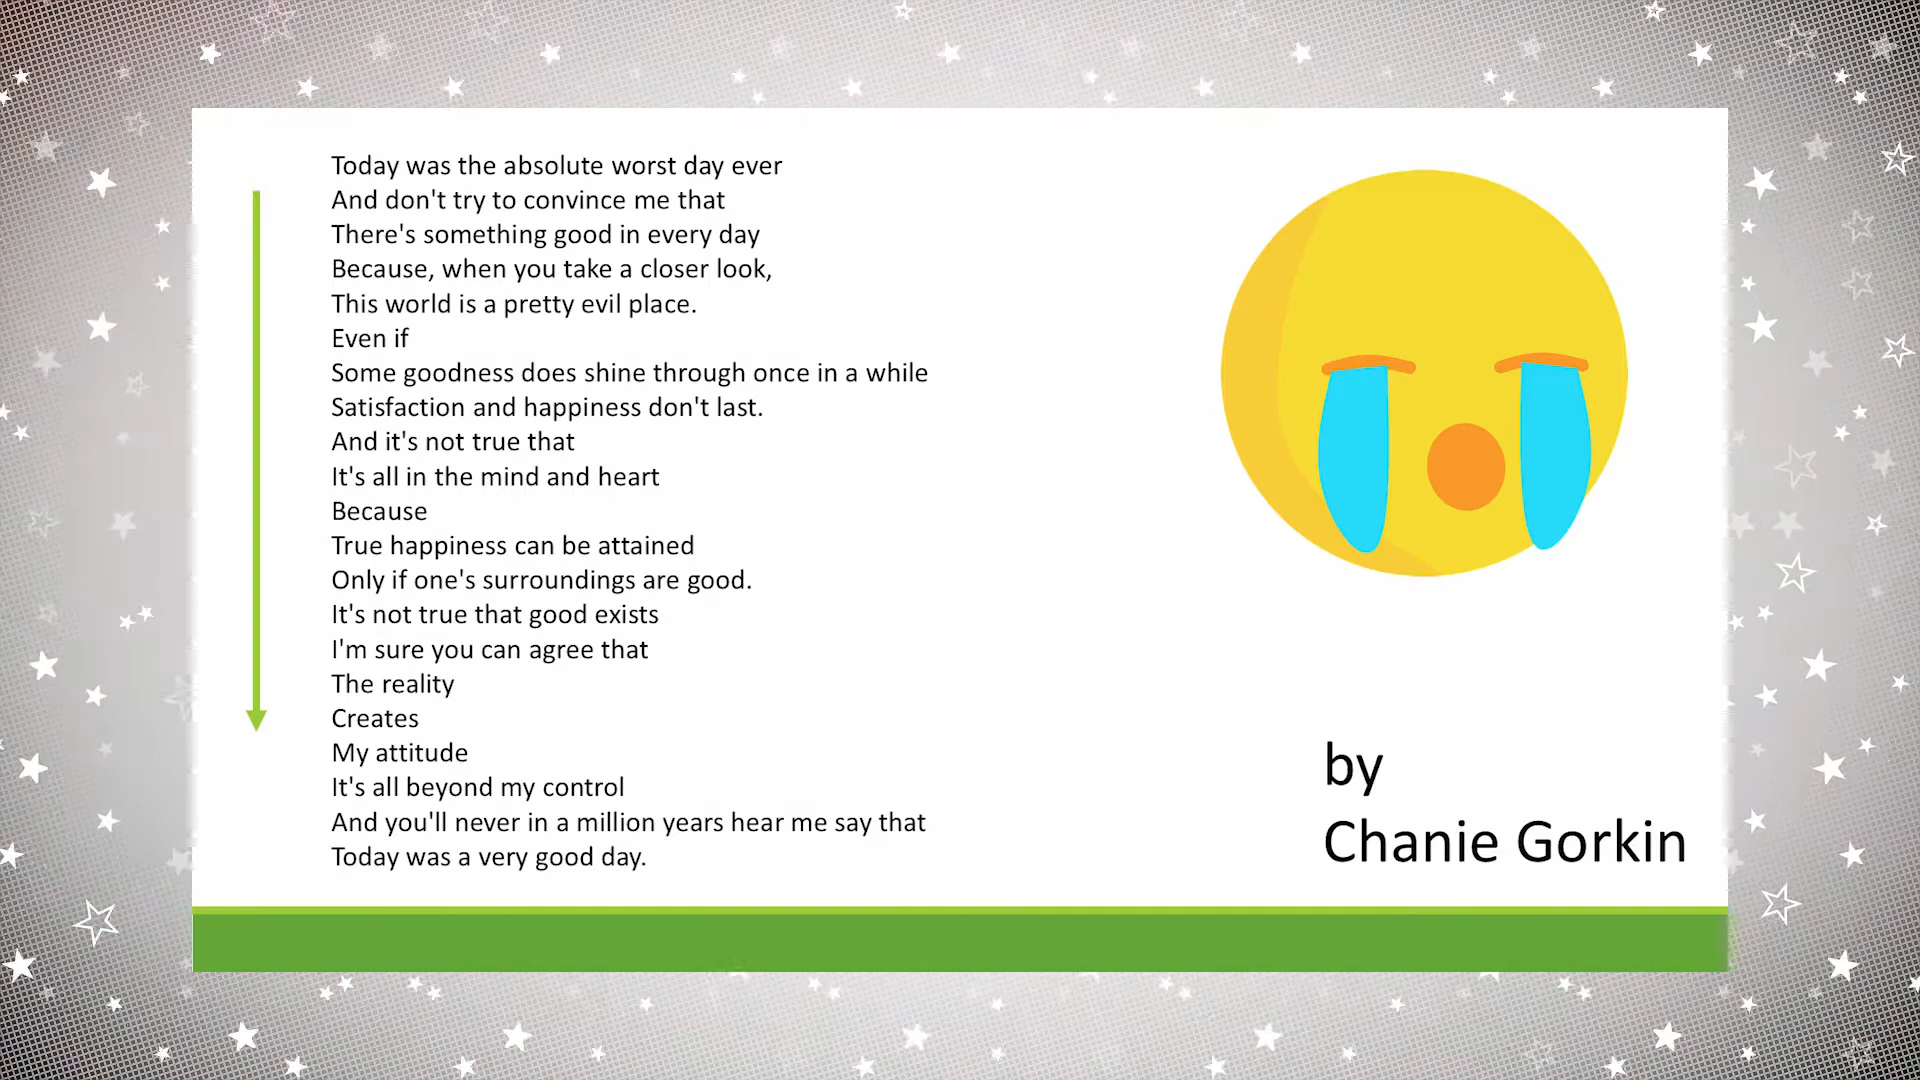 Today was the absolute worst day ever
And don't try to convince me that
There's something good in every day
Because, when you take a closer look,
This world is a pretty evil place.
Even if
Some goodness does shine through once in a while
Satisfaction and happiness don't last.
And it's not true that
It's all in the mind and heart
Because
True happiness can be attained
Only if one's surroundings are good.
It's not true that good exists
I'm sure you can agree that
The reality
Creates
My attitude
It's all beyond my control
And you'll never in a million years hear me say that
Today was a very good day.
by
Chanie Gorkin